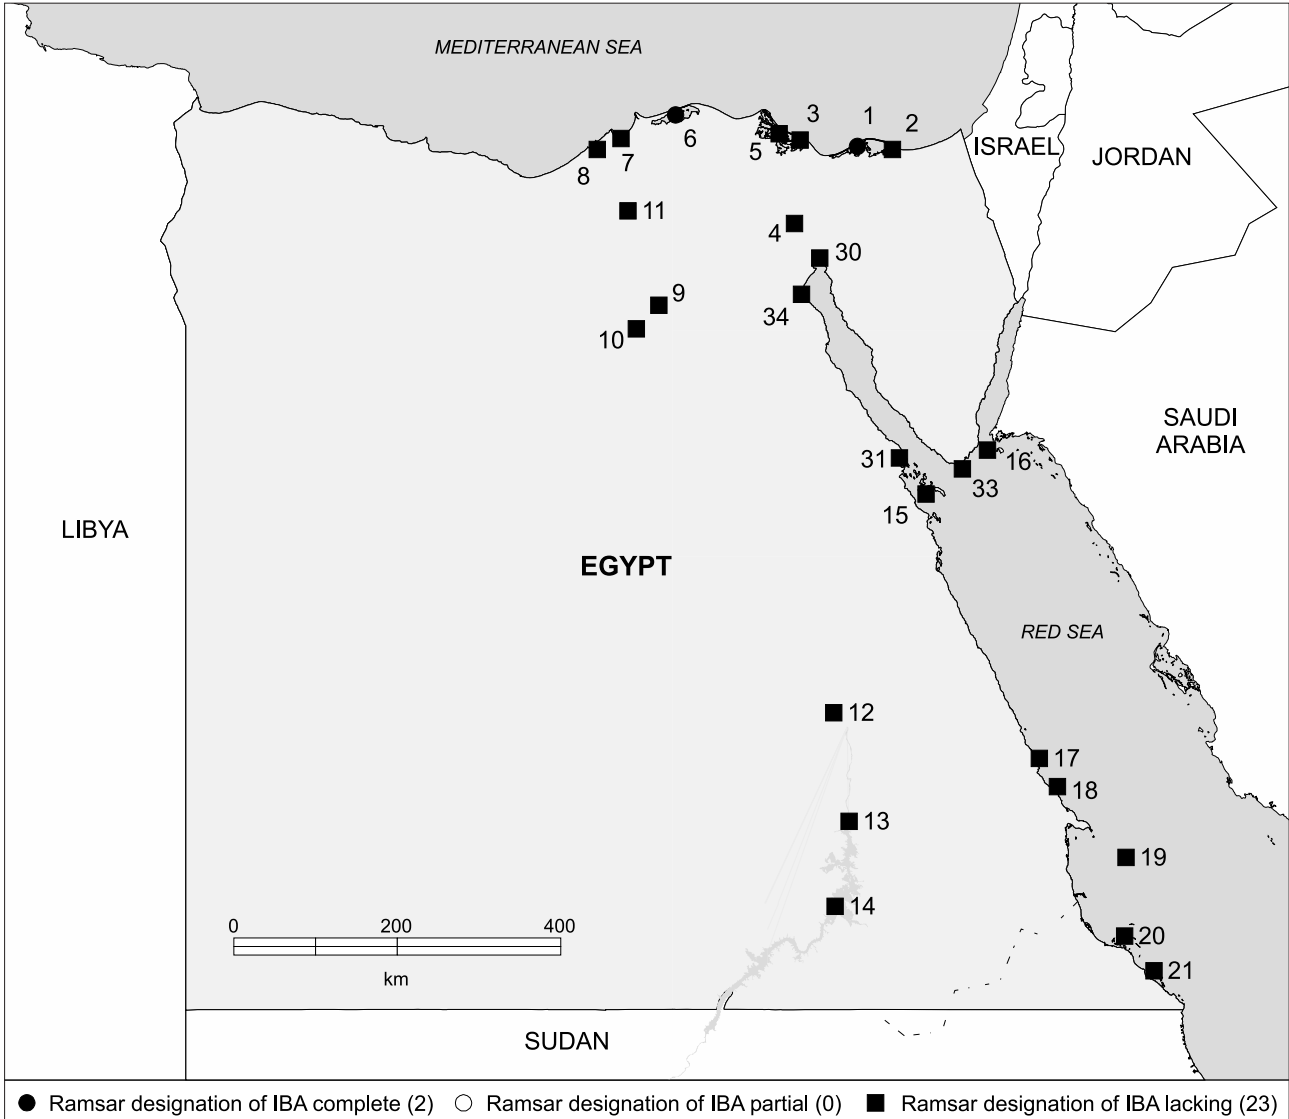 MEDITERRANEAN SEA
3
1
2
6
5
7
8
ISRAEL
JORDAN
11
4
30
9
34
10
SAUDI
ARABIA
31
16
33
15
LIBYA
EGYPT
RED SEA
12
17
18
13
19
14
0 200 400
km
20
21
SUDAN
Ramsar designation of IBA complete (2) Ramsar designation of IBA partial (0) Ramsar designation of IBA lacking (23)